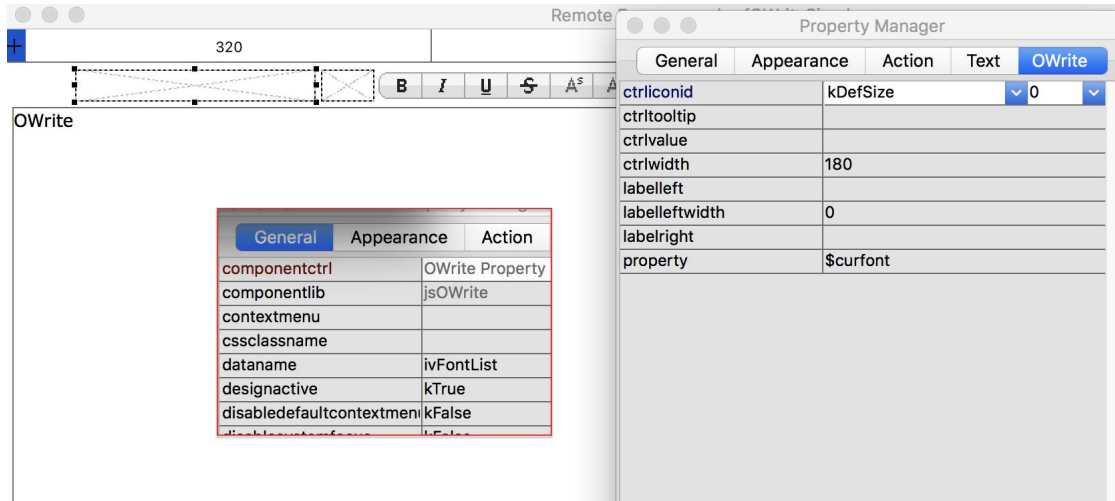 Remote
Property Manager
320
General Appearance Action Text OWrite
B I U S Aˢ A
OWrite
ctrliconid kDefSize 0
ctrltooltip
ctrlvalue
ctrlwidth 180
labelleft
labelleftwidth 0
labelright
property $curfont
General Appearance Action
componentctrl OWrite Property
componentlib jsOWrite
contextmenu
cssclassname
dataname ivFontList
designactive kTrue
disabledefaultcontextmenu kFalse